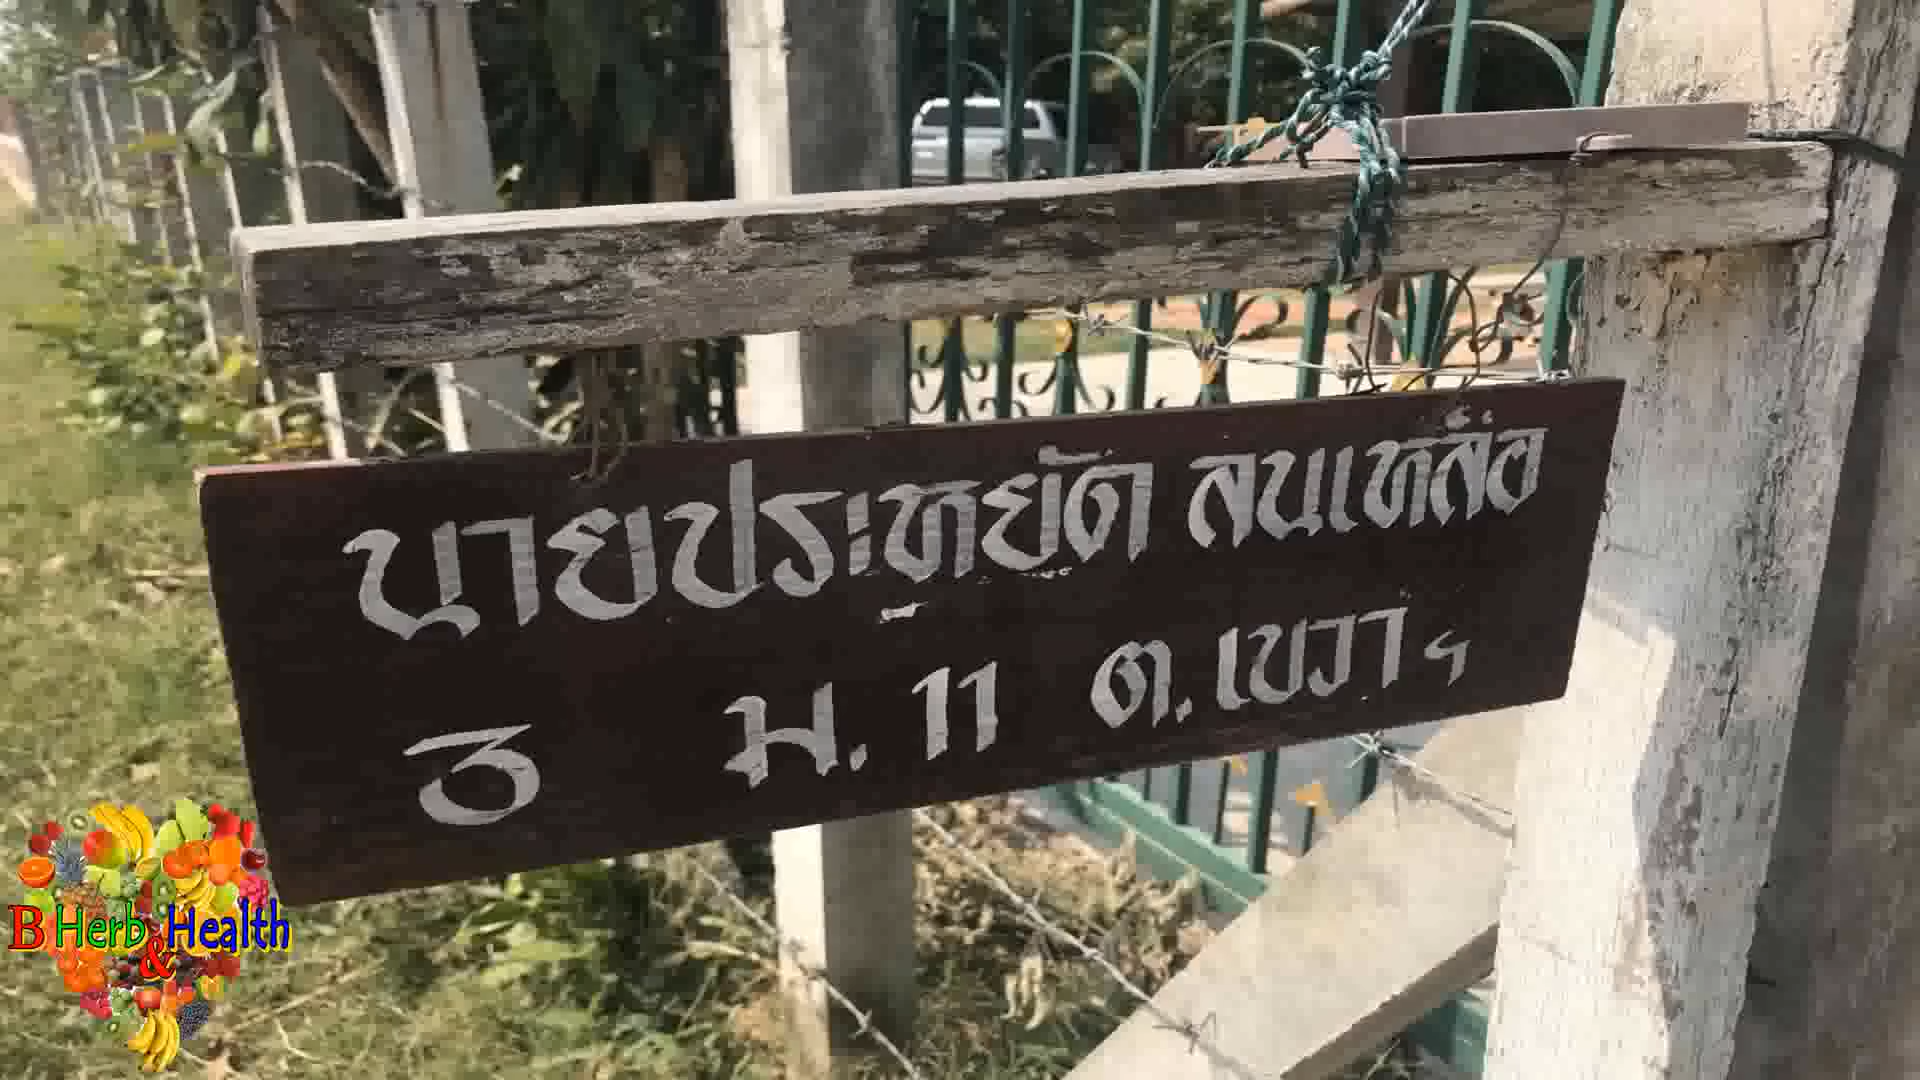 นายประหยัด ลนเหลือ
3 ม. 11 ต. เขวาฯ
B Herb & Health